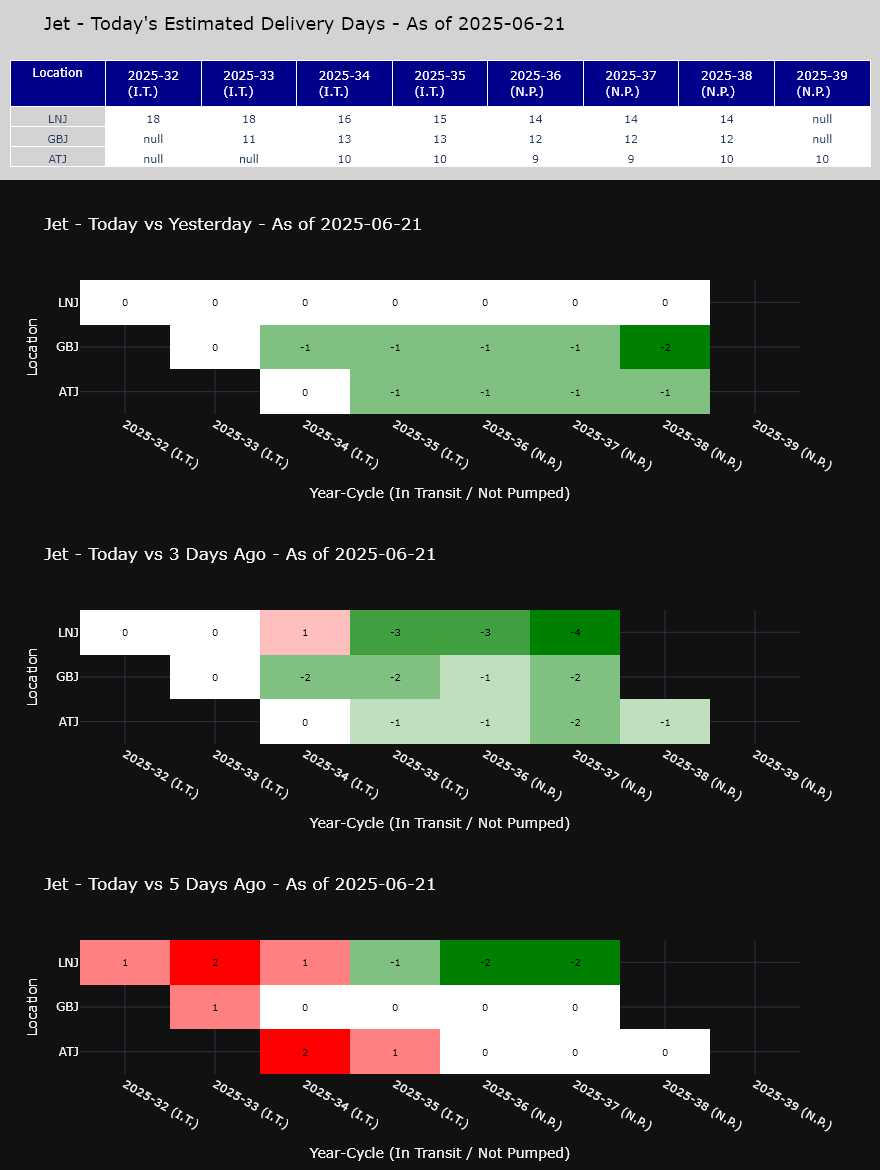 Jet - Today's Estimated Delivery Days - As of 2025-06-21
Location 2025-32 (I.T.) 2025-33 (I.T.) 2025-34 (I.T.) 2025-35 (I.T.) 2025-36 (N.P.) 2025-37 (N.P.) 2025-38 (N.P.) 2025-39 (N.P.)
LNJ 18 18 16 15 14 14 14 null
GBJ null 11 13 13 12 12 12 null
ATJ null null 10 10 9 9 10 10
Jet - Today vs Yesterday - As of 2025-06-21
Location
LNJ 0 0 0 0 0 0 0
GBJ 0 -1 -1 -1 -1 -2
ATJ 0 -1 -1 -1 -1
2025-32 (I.T.) 2025-33 (I.T.) 2025-34 (I.T.) 2025-35 (I.T.) 2025-36 (N.P.) 2025-37 (N.P.) 2025-38 (N.P.) 2025-39 (N.P.)
Year-Cycle (In Transit / Not Pumped)
Jet - Today vs 3 Days Ago - As of 2025-06-21
Location
LNJ 0 0 1 -3 -3 -4
GBJ 0 -2 -2 -1 -2
ATJ 0 -1 -1 -2 -1
2025-32 (I.T.) 2025-33 (I.T.) 2025-34 (I.T.) 2025-35 (I.T.) 2025-36 (N.P.) 2025-37 (N.P.) 2025-38 (N.P.) 2025-39 (N.P.)
Year-Cycle (In Transit / Not Pumped)
Jet - Today vs 5 Days Ago - As of 2025-06-21
Location
LNJ 1 2 1 -1 -2 -2
GBJ 1 0 0 0 0
ATJ 2 1 0 0 0
2025-32 (I.T.) 2025-33 (I.T.) 2025-34 (I.T.) 2025-35 (I.T.) 2025-36 (N.P.) 2025-37 (N.P.) 2025-38 (N.P.) 2025-39 (N.P.)
Year-Cycle (In Transit / Not Pumped)